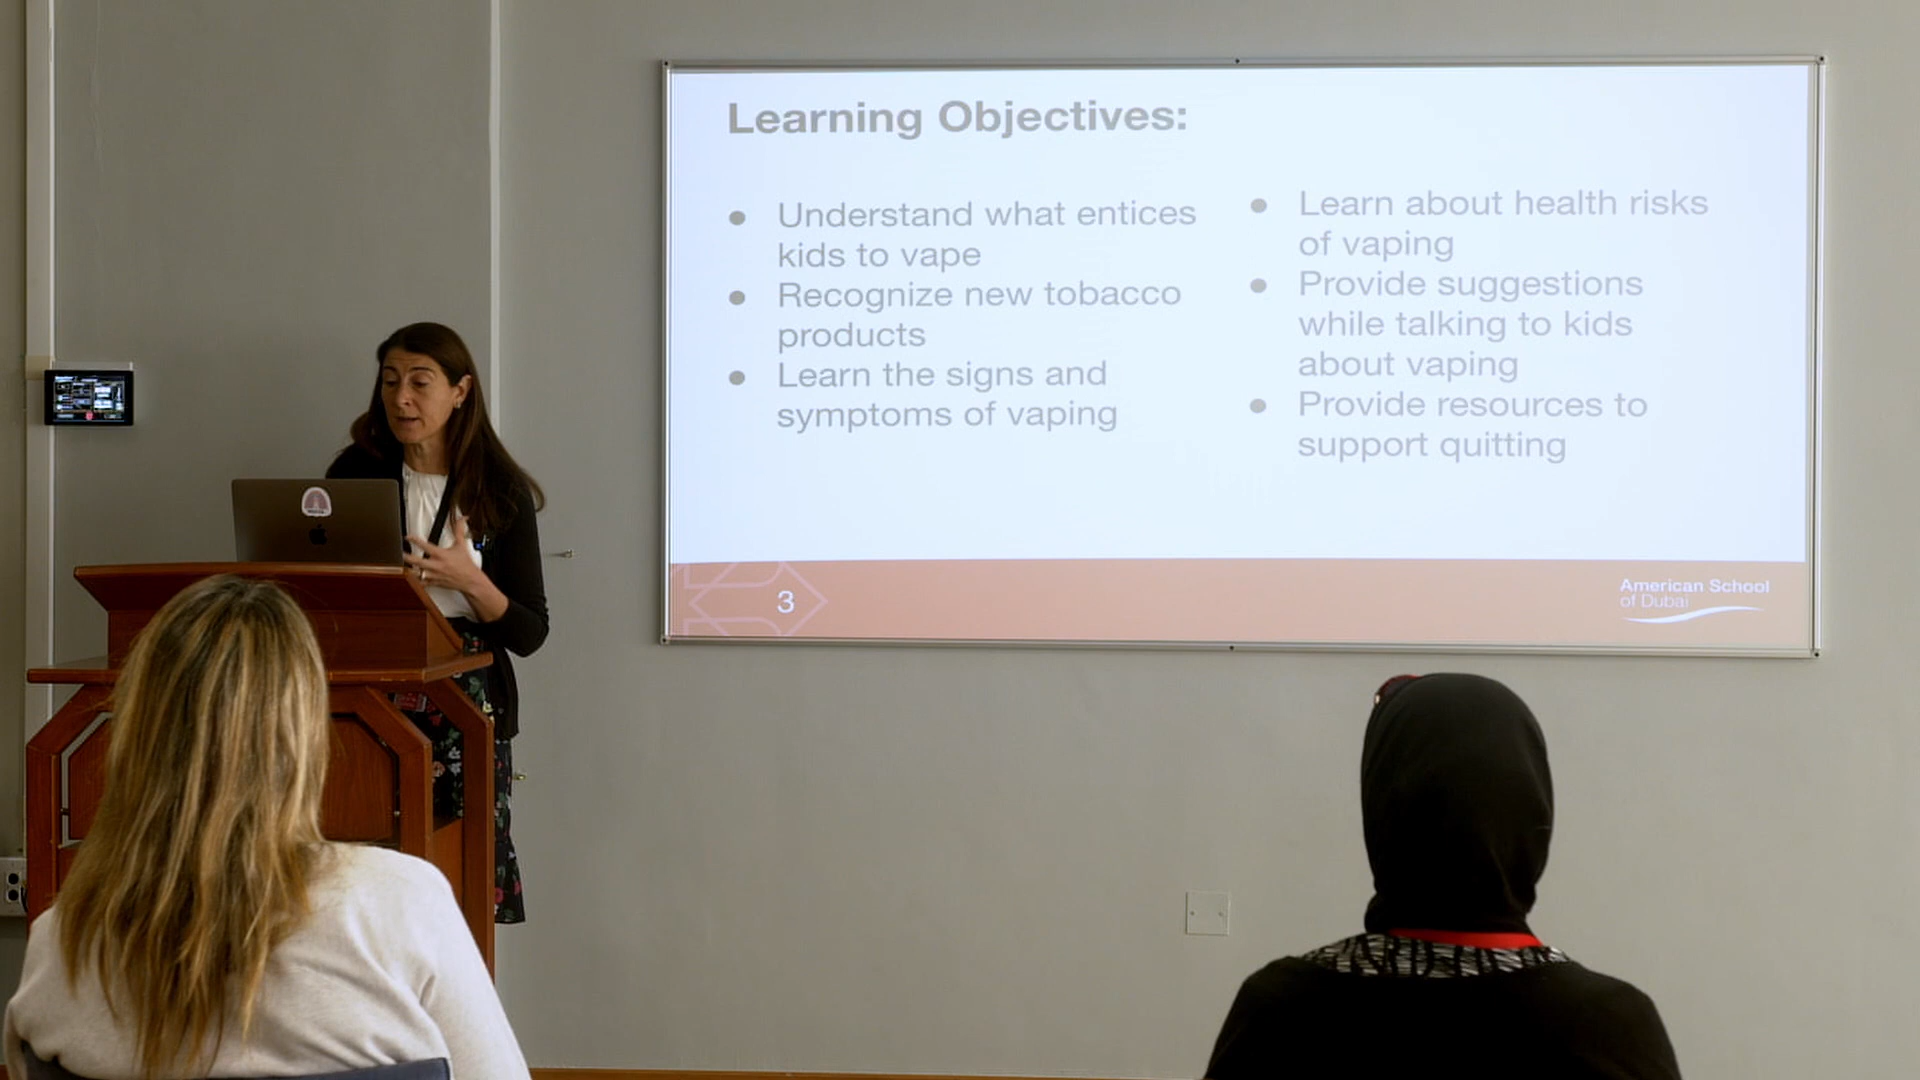 Learning Objectives:
● Understand what entices
kids to vape
● Recognize new tobacco
products
● Learn the signs and
symptoms of vaping
● Learn about health risks
of vaping
● Provide suggestions
while talking to kids
about vaping
● Provide resources to
support quitting
3
American School
of Dubai